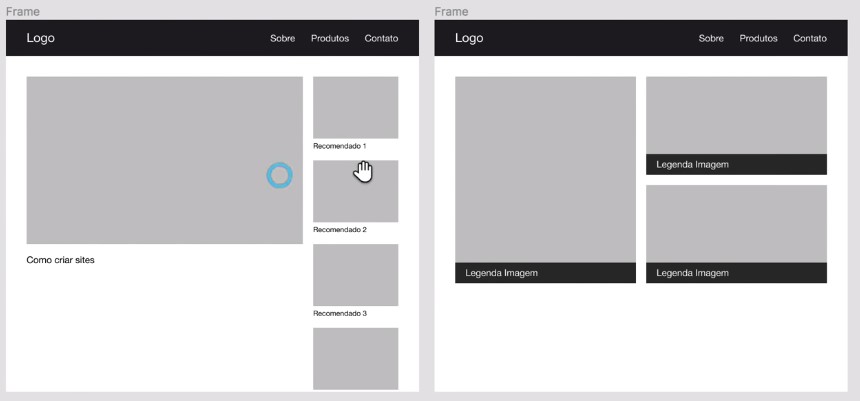 Frame
Logo
Sobre Produtos Contato
Recomendado 1
Recomendado 2
Como criar sites
Recomendado 3
Frame
Logo
Sobre Produtos Contato
Legenda Imagem
Legenda Imagem
Legenda Imagem